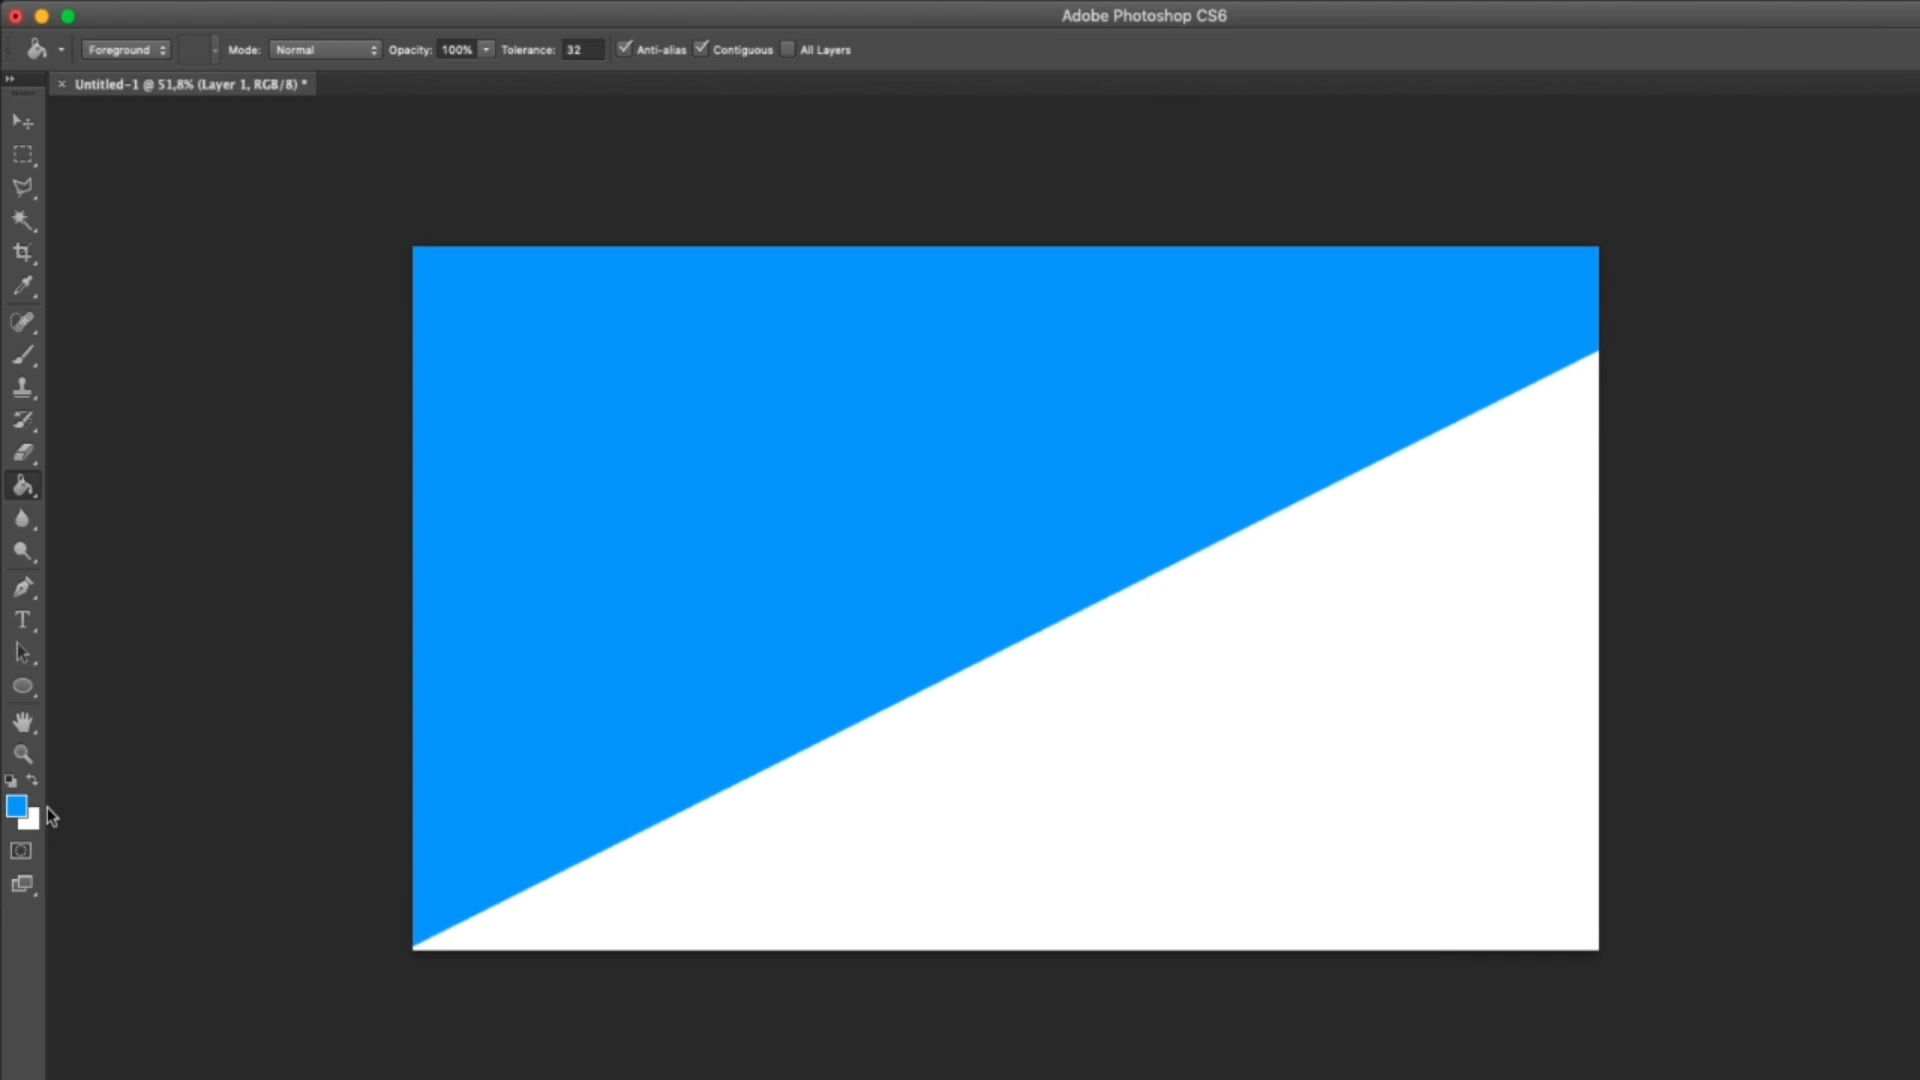 Adobe Photoshop CS6
Foreground Mode: Normal Opacity: 100% Tolerance: 32 Anti-alias Contiguous All Layers
Untitled-1 @ 51,8% (Layer 1, RGB/8) *
T